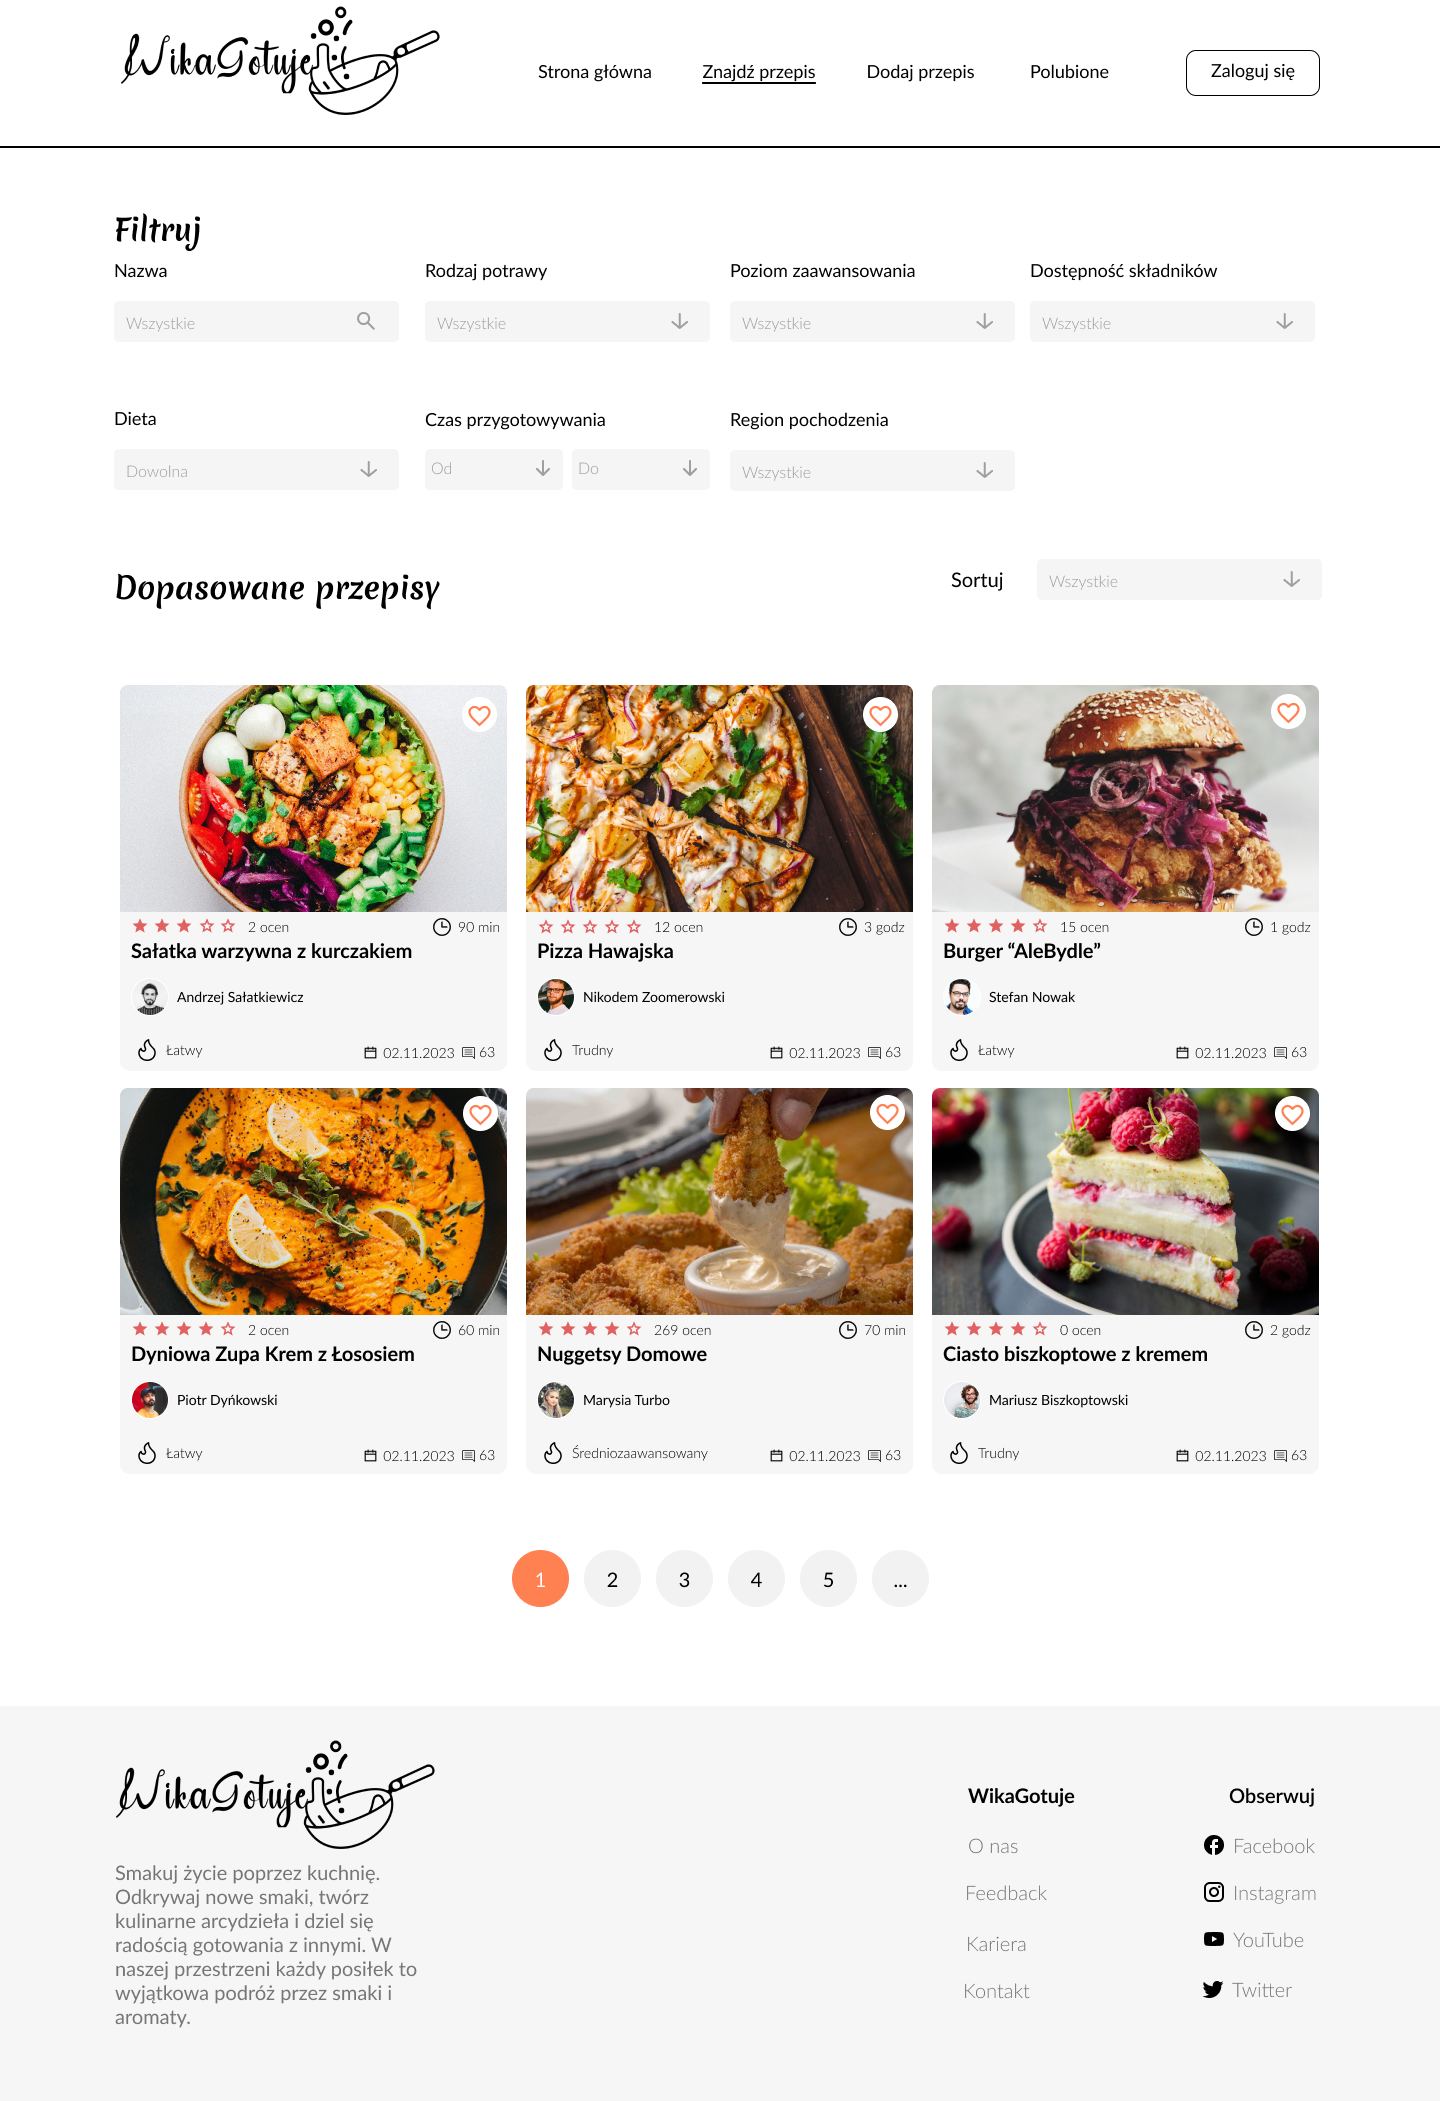 WikaGotuje
Strona główna
Znajdź przepis
Dodaj przepis
Polubione
Zaloguj się
Filtruj
Nazwa
Rodzaj potrawy
Poziom zaawansowania
Dostępność składników
Wszystkie
Wszystkie
Wszystkie
Wszystkie
Dieta
Czas przygotowywania
Region pochodzenia
Dowolna
Od
Do
Wszystkie
Dopasowane przepisy
Sortuj
Wszystkie
2 ocen
90 min
Sałatka warzywna z kurczakiem
Andrzej Sałatkiewicz
Łatwy
02.11.2023
63
12 ocen
3 godz
Pizza Hawajska
Nikodem Zoomerowski
Trudny
02.11.2023
63
15 ocen
1 godz
Burger “AleBydle”
Stefan Nowak
Łatwy
02.11.2023
63
2 ocen
60 min
Dyniowa Zupa Krem z Łososiem
Piotr Dyńkowski
Łatwy
02.11.2023
63
269 ocen
70 min
Nuggetsy Domowe
Marysia Turbo
Średniozaawansowany
02.11.2023
63
0 ocen
2 godz
Ciasto biszkoptowe z kremem
Mariusz Biszkoptowski
Trudny
02.11.2023
63
1
2
3
4
5
...
WikaGotuje
Smakuj życie poprzez kuchnię.
Odkrywaj nowe smaki, twórz
kulinarne arcydzieła i dziel się
radością gotowania z innymi. W
naszej przestrzeni każdy posiłek to
wyjątkowa podróż przez smaki i
aromaty.
WikaGotuje
O nas
Feedback
Kariera
Kontakt
Obserwuj
Facebook
Instagram
YouTube
Twitter